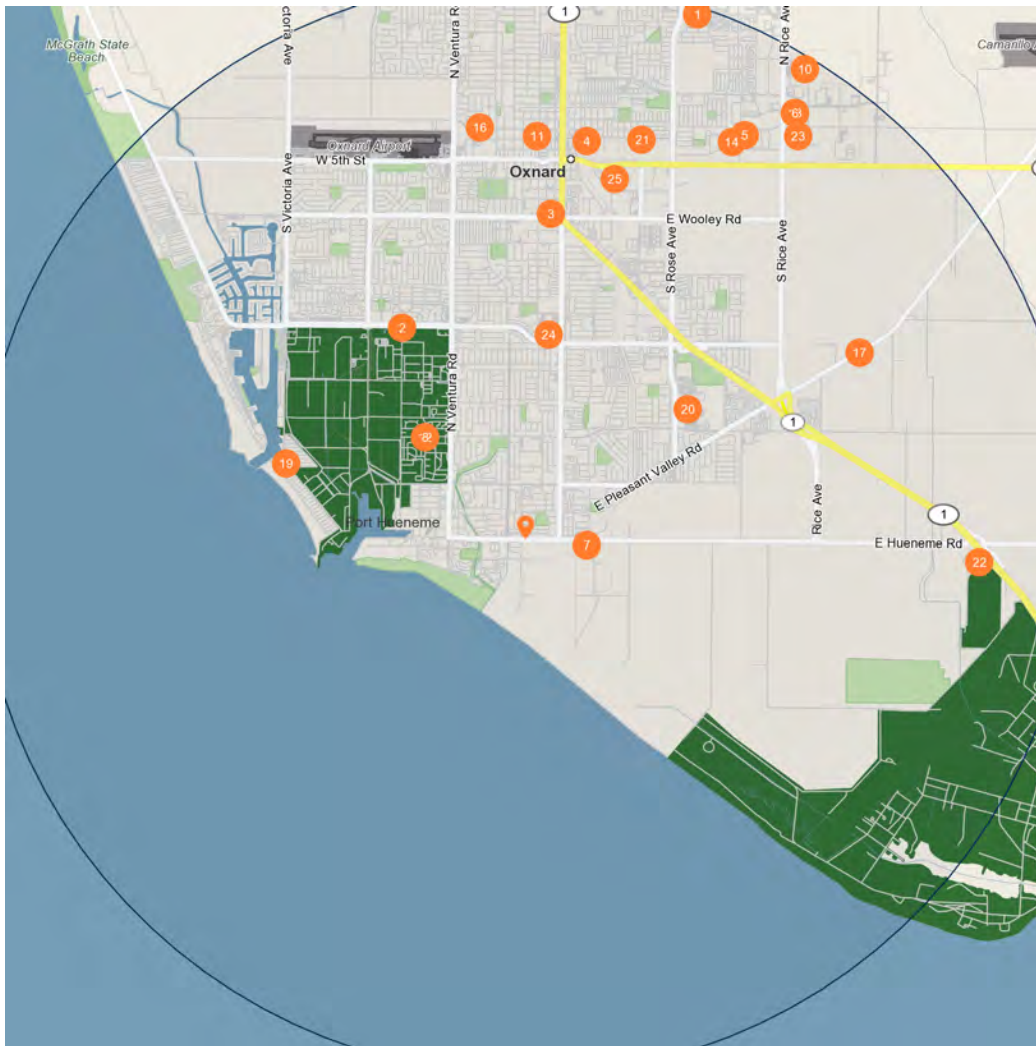 1
1
ctoria Ave
McGrath State
Beach
N Ventura R
N Rice Ave
Camarillo
10
16
11
4
21
14
5
23
Oxnard Airport
W 5th St
Oxnard
25
S Victoria Ave
3
E Wooley Rd
S Rose Ave
S Rice Ave
2
24
17
N Ventura Rd
20
1
19
E Pleasant Valley Rd
Rice Ave
1
Port Hueneme
7
E Hueneme Rd
22